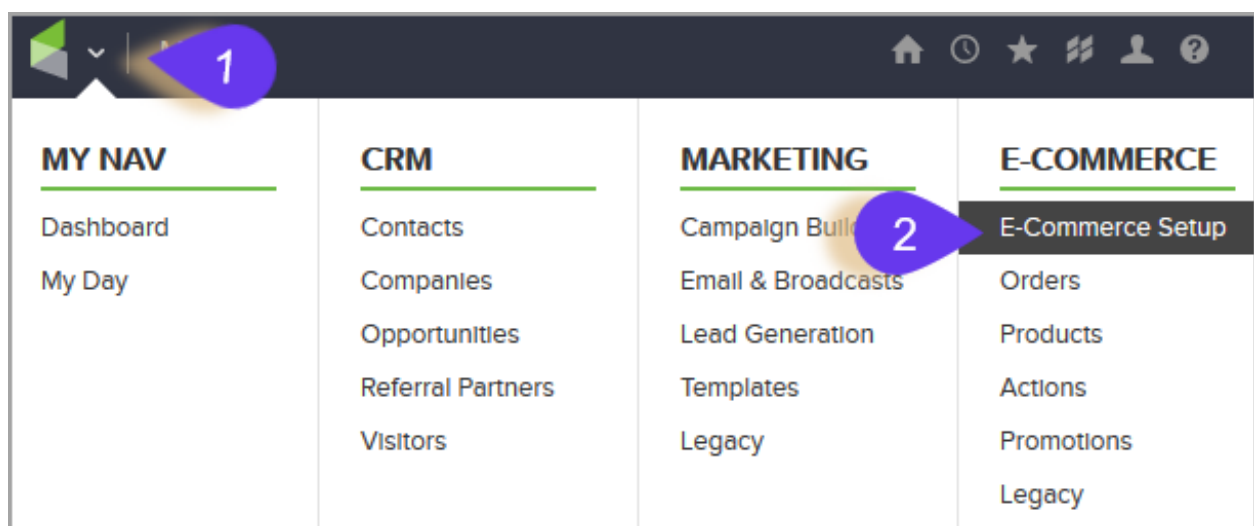 1
MY NAV
Dashboard
My Day
CRM
Contacts
Companies
Opportunities
Referral Partners
Visitors
MARKETING
Campaign
2
Email & Broadcasts
Lead Generation
Templates
Legacy
E-COMMERCE
E-Commerce Setup
Orders
Products
Actions
Promotions
Legacy